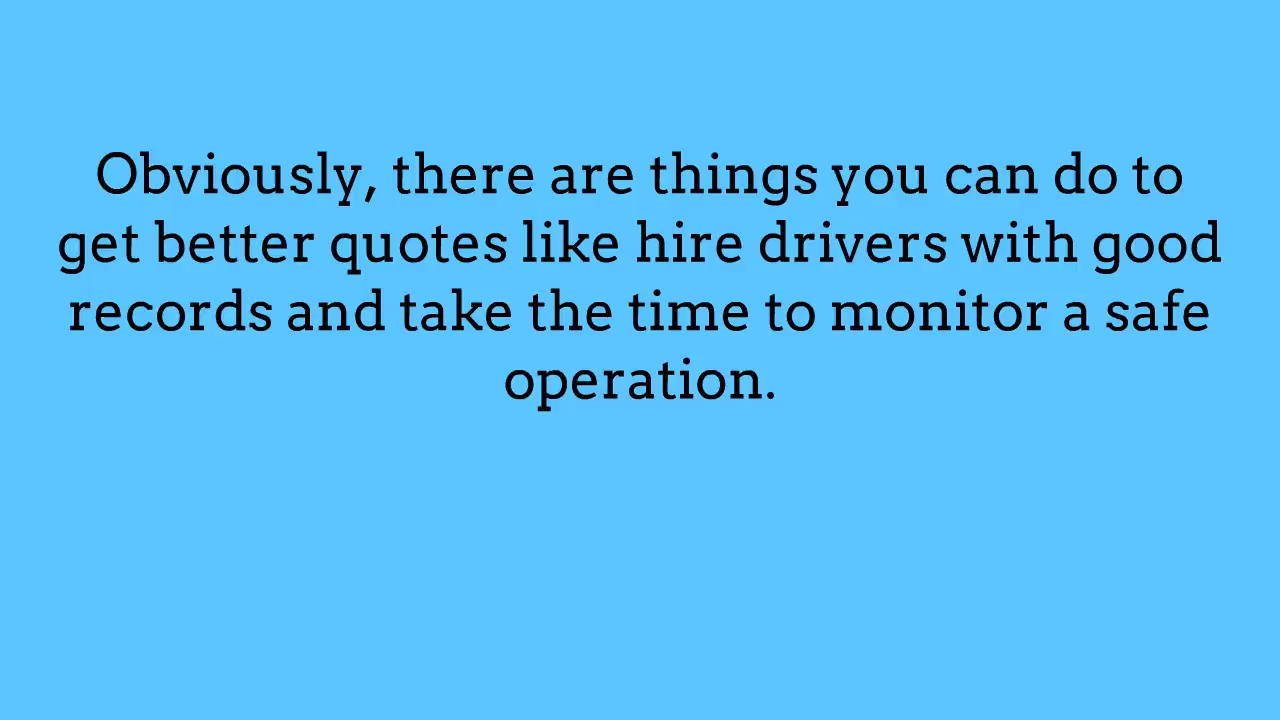 Obviously, there are things you can do to
get better quotes like hire drivers with good
records and take the time to monitor a safe
operation.